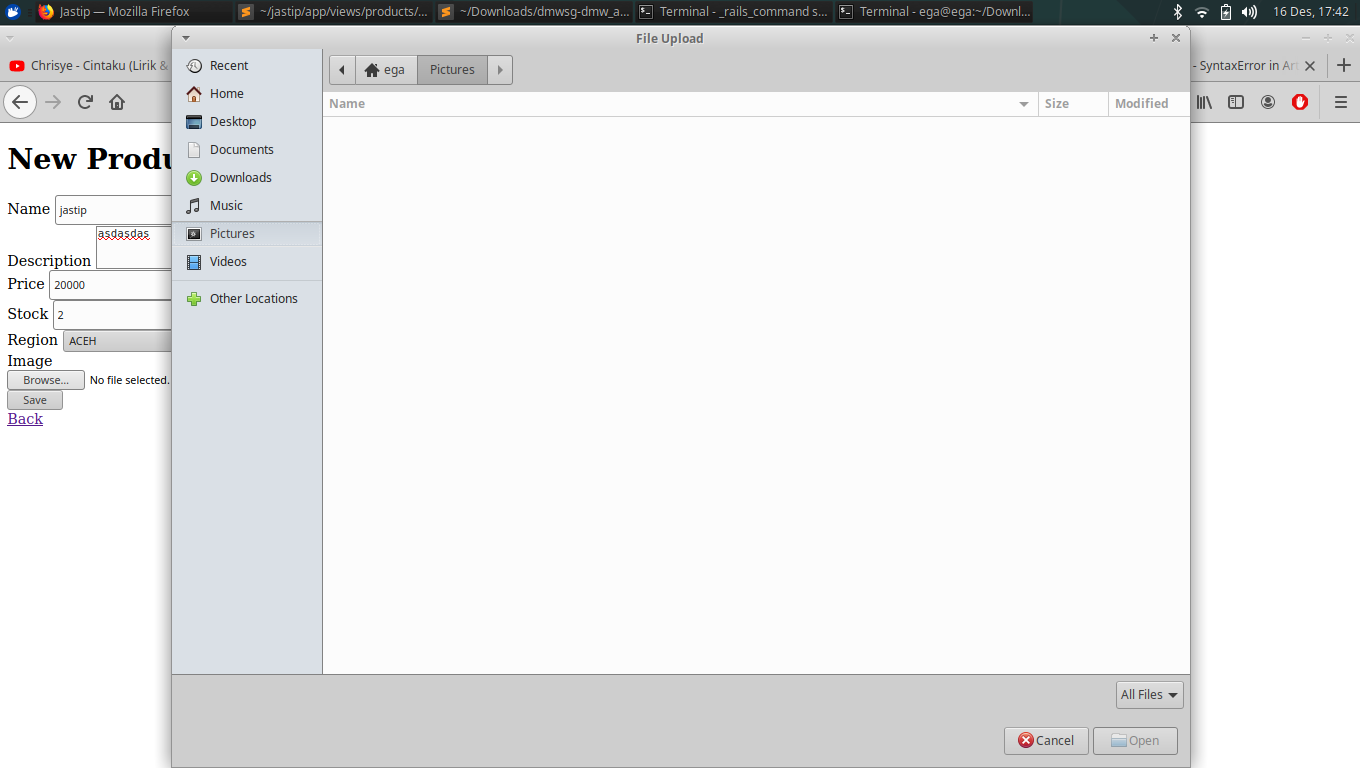 Jastip — Mozilla Firefox
~/jastip/app/views/products/...
~/Downloads/dmwsg-dmw_a...
Terminal - _rails_command s...
Terminal - ega@ega:~/Downl...
16 Des, 17:42
File Upload
Chrisye - Cintaku (Lirik &
- SyntaxError in Art
Recent
Home
Desktop
Documents
Downloads
Music
Pictures
Videos
Other Locations
ega
Pictures
Name
Size
Modified
New Produ
Name
jastip
Description
asdasdas
Price
20000
Stock
2
Region
ACEH
Image
Browse...
No file selected.
Save
Back
All Files
Cancel
Open